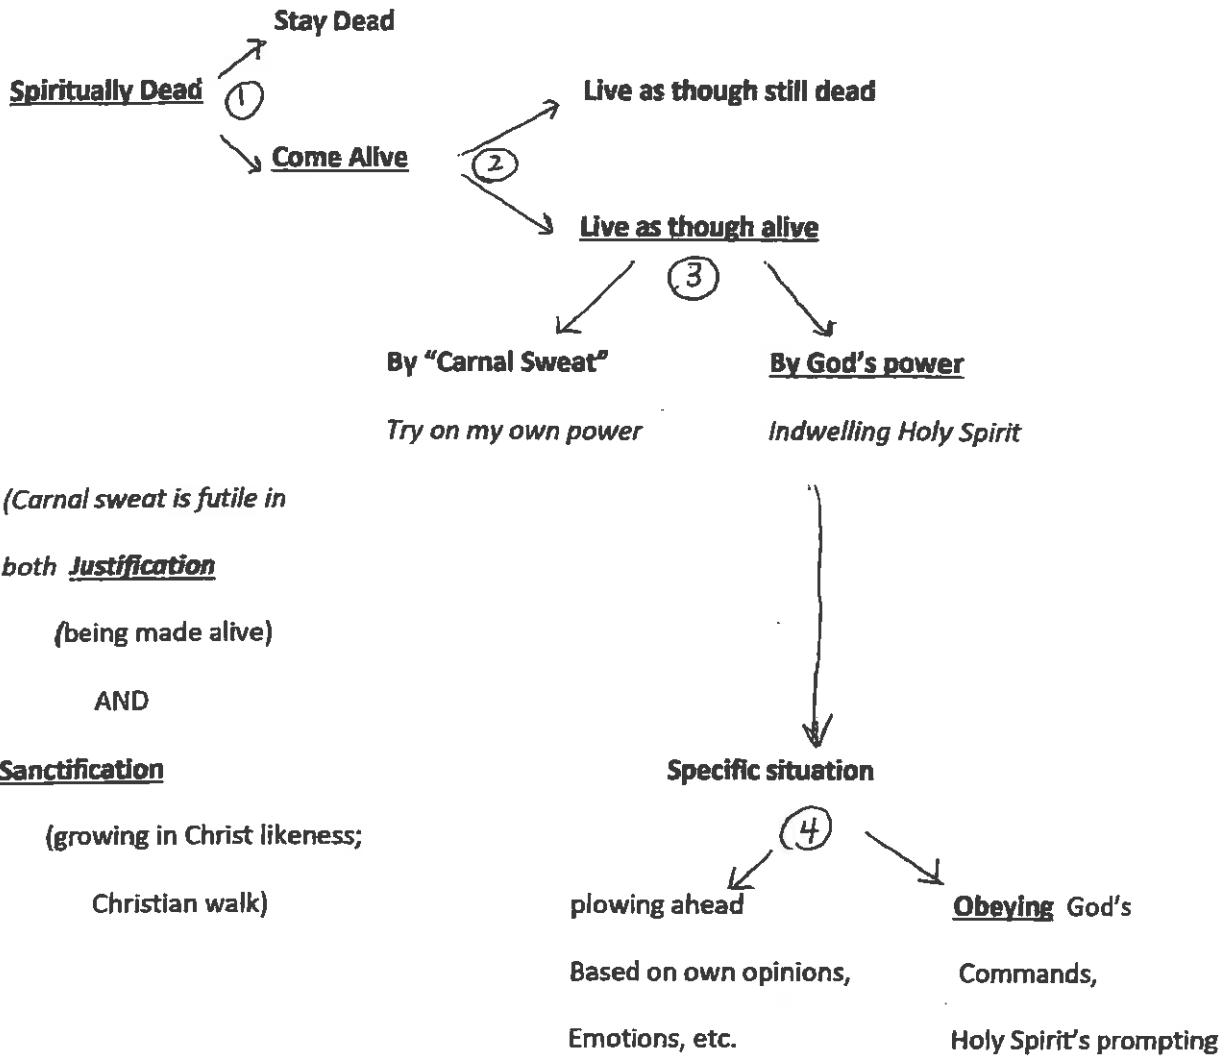 Stay Dead
Spiritually Dead
1
Live as though still dead
Come Alive
2
Live as though alive
3
By “Carnal Sweat”
By God’s power
Try on my own power
Indwelling Holy Spirit
(Carnal sweat is futile in
both Justification
(being made alive)
AND
Sanctification
(growing in Christ likeness;
Christian walk)
Specific situation
4
plowing ahead
Based on own opinions,
Emotions, etc.
Obeying God’s
Commands,
Holy Spirit’s prompting